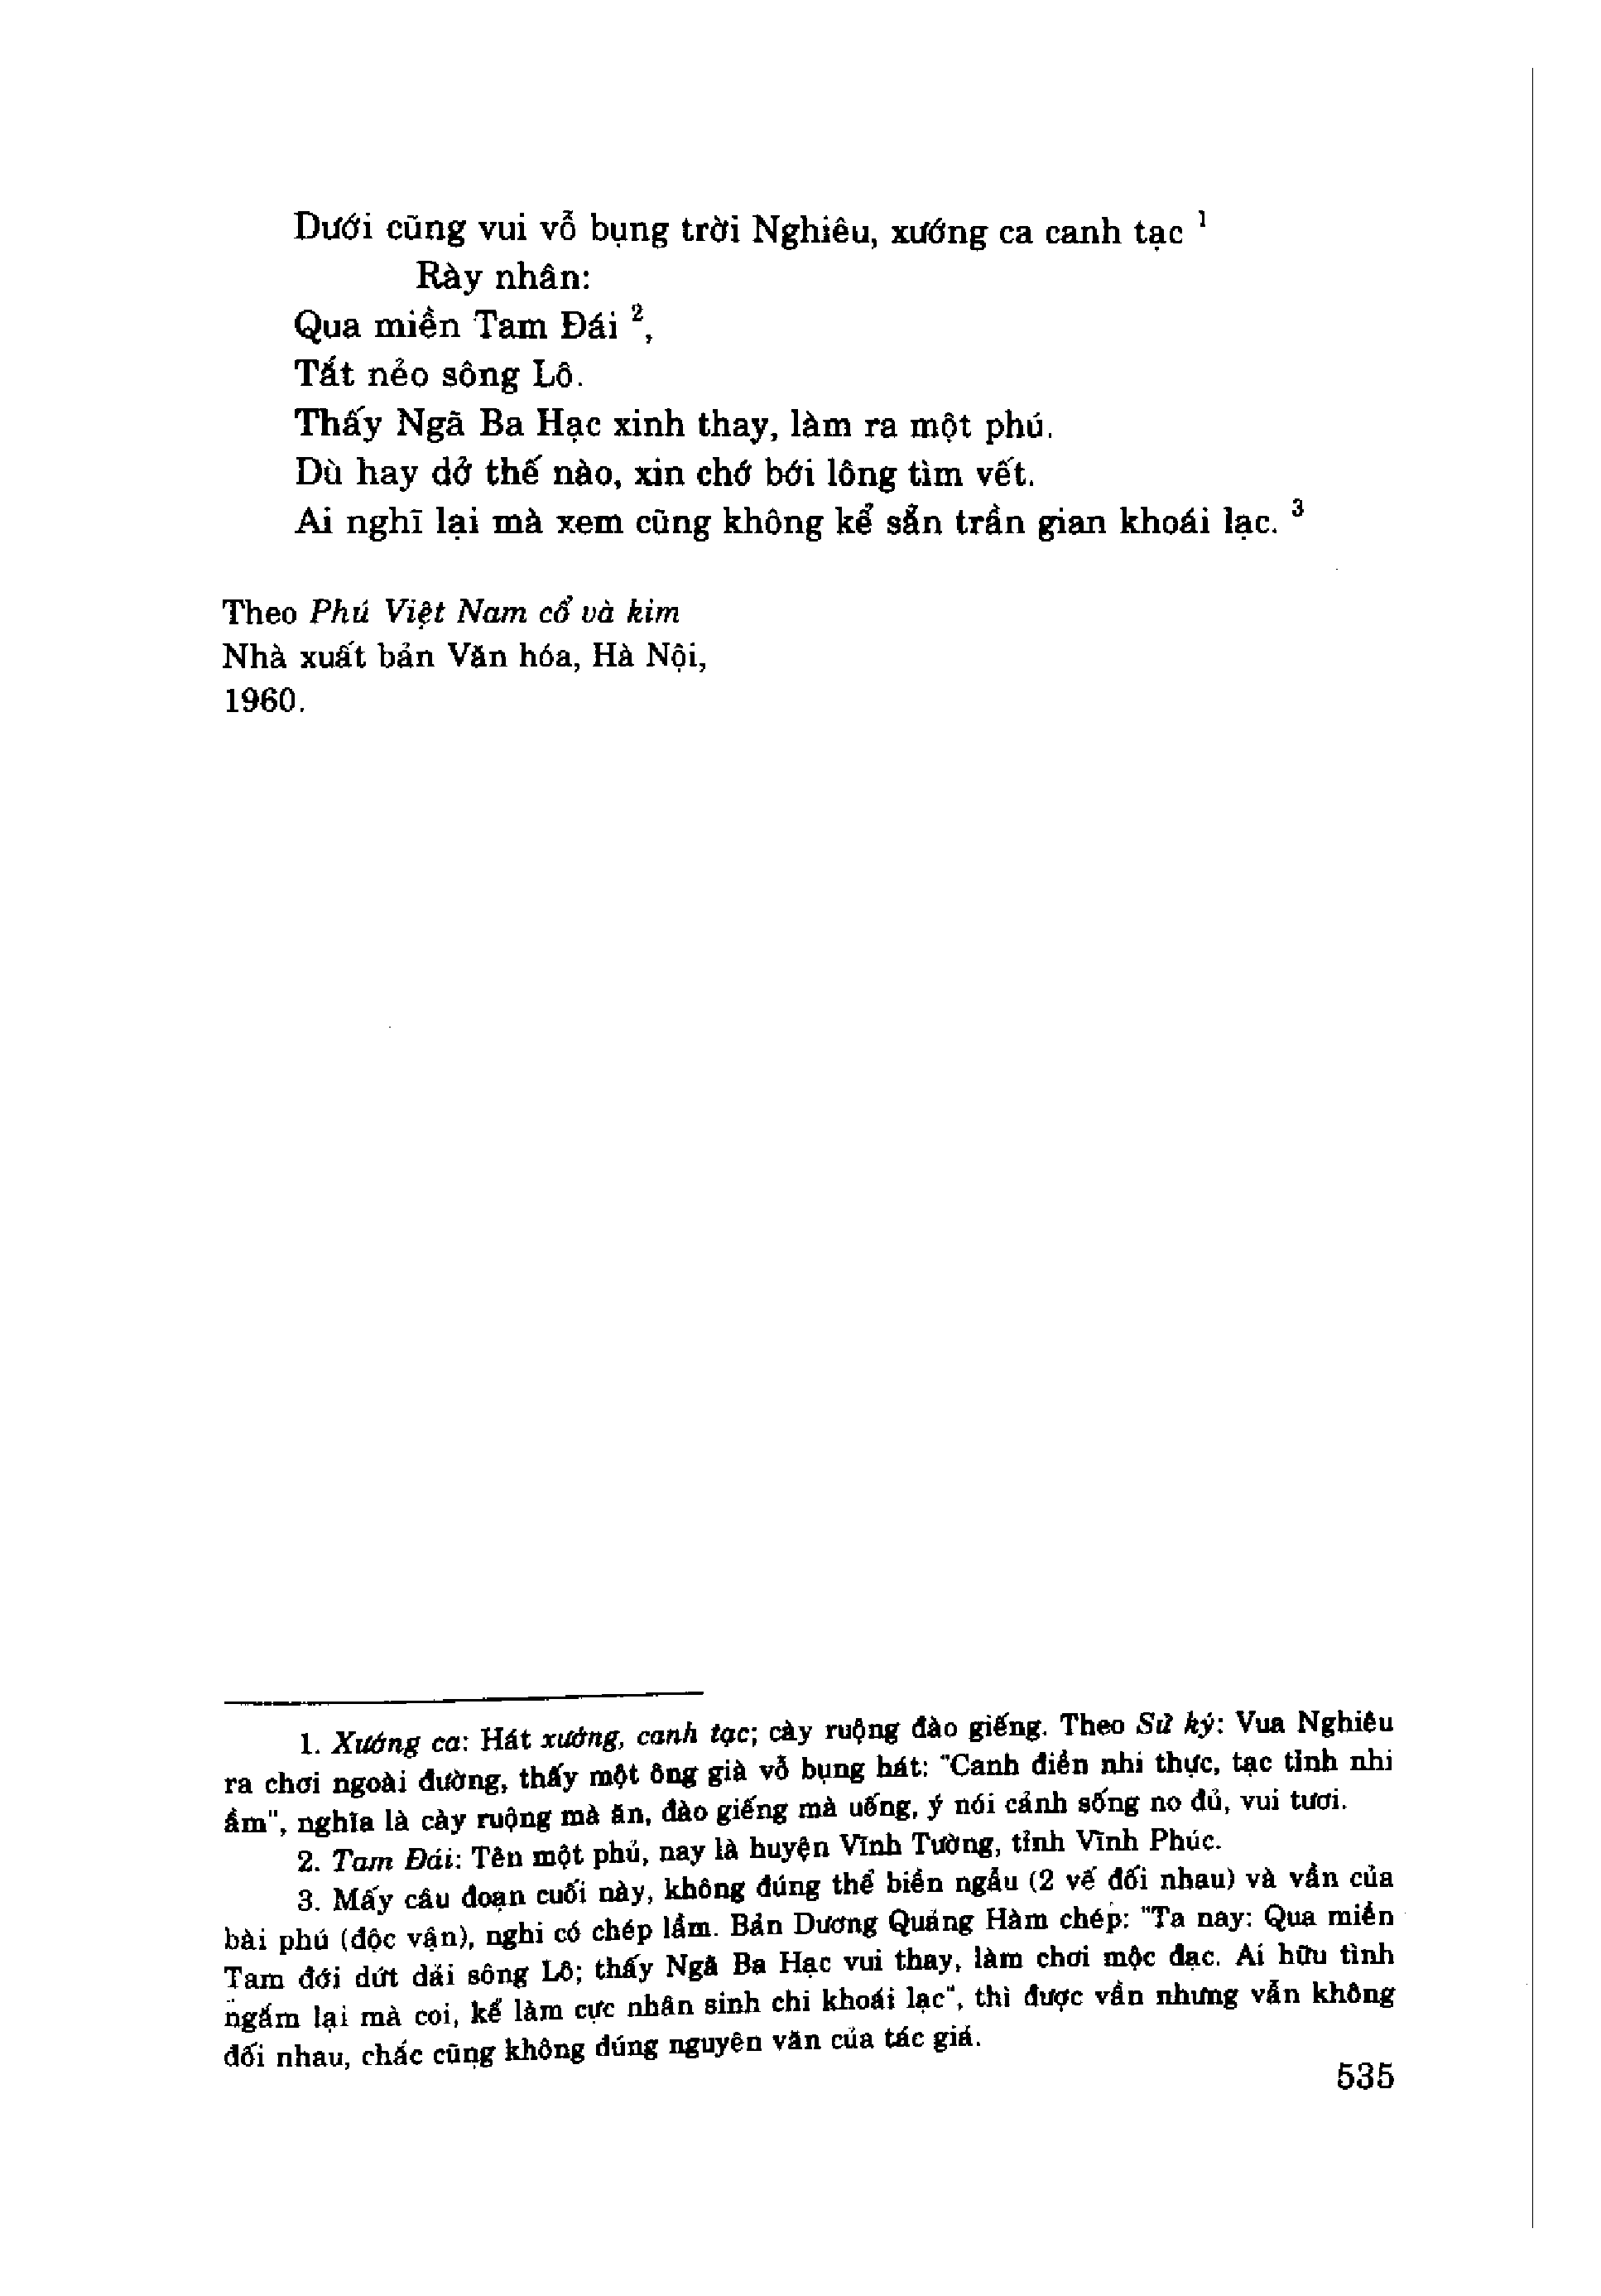 Dưới cũng vui vỗ bụng trời Nghiêu, xướng ca canh tạc 1
Rày nhân:
Qua miền Tam Đái 2,
Tắt nẻo sông Lô.
Thấy Ngã Ba Hạc xinh thay, làm ra một phú.
Dù hay dở thế nào, xin chớ bới lông tìm vết.
Ai nghĩ lại mà xem cũng không kể sẵn trần gian khoái lạc. 3
Theo Phú Việt Nam cổ và kim
Nhà xuất bản Văn hóa, Hà Nội,
1960.
1. Xướng ca: Hát xướng, canh tạc; cày ruộng đào giếng. Theo Sử ký: Vua Nghiêu
ra chơi ngoài đường, thấy một ông già vỗ bụng hát: "Canh điền nhi thực, tạc tỉnh nhi
ẩm", nghĩa là cày ruộng mà ăn, đào giếng mà uống, ý nói cảnh sống no đủ, vui tươi.
2. Tam Đái: Tên một phủ, nay là huyện Vĩnh Tường, tỉnh Vĩnh Phúc.
3. Mấy câu đoạn cuối này, không đúng thể biền ngẫu (2 vế đối nhau) và vần của
bài phú (độc vận), nghi có chép lầm. Bản Dương Quảng Hàm chép: "Ta nay: Qua miền
Tam đới dứt dải sông Lô; thấy Ngã Ba Hạc vui thay, làm chơi mộc đạc. Ai hữu tình
ngắm lại mà coi, kể làm cực nhân sinh chi khoái lạc", thì được vần nhưng vẫn không
đối nhau, chắc cũng không đúng nguyên văn của tác giả.
535